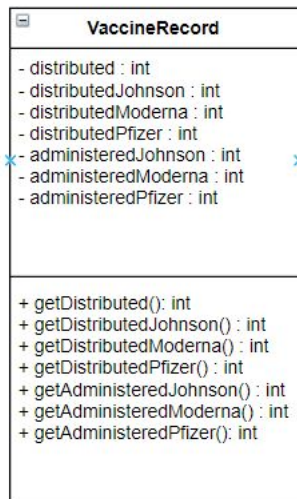 VaccineRecord
- distributed : int
- distributedJohnson : int
- distributedModerna : int
- distributedPfizer : int
- administeredJohnson : int
- administeredModerna : int
- administeredPfizer : int
+ getDistributed(): int
+ getDistributedJohnson() : int
+ getDistributedModerna() : int
+ getDistributedPfizer() : int
+ getAdministeredJohnson() : int
+ getAdministeredModerna() : int
+ getAdministeredPfizer(): int